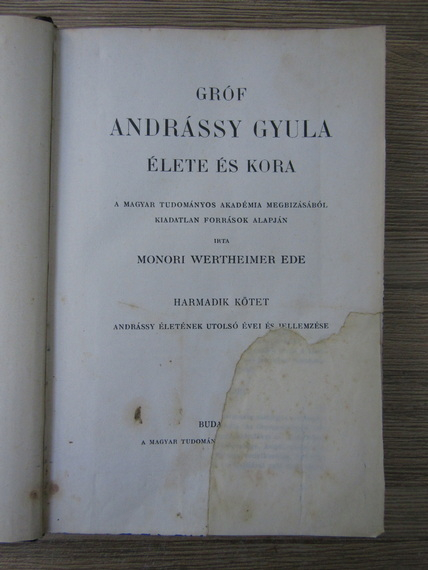 GRÓF
ANDRÁSSY GYULA
ÉLETE ÉS KORA
A MAGYAR TUDOMÁNYOS AKADÉMIA MEGBIZÁSÁBÓL
KIADATLAN FORRÁSOK ALAPJÁN
IRTA
MONORI WERTHEIMER EDE
HARMADIK KÖTET
ANDRÁSSY ÉLETÉNEK UTOLSÓ ÉVEI ÉS JELLEMZÉSE
BUDA
A MAGYAR TUDOMÁN